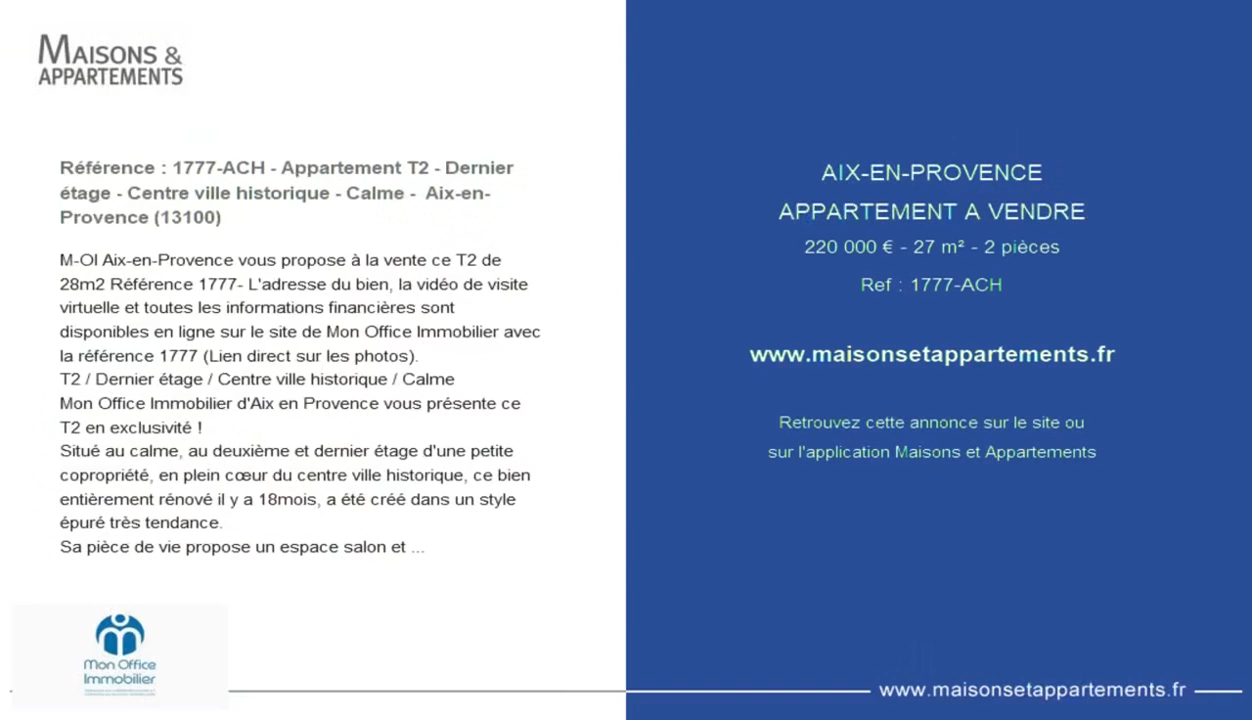 MAISONS &
APPARTEMENTS
Référence : 1777-ACH - Appartement T2 - Dernier
étage - Centre ville historique - Calme - Aix-en-
Provence (13100)
M-OI Aix-en-Provence vous propose à la vente ce T2 de
28m2 Référence 1777- L'adresse du bien, la vidéo de visite
virtuelle et toutes les informations financières sont
disponibles en ligne sur le site de Mon Office Immobilier avec
la référence 1777 (Lien direct sur les photos).
T2 / Dernier étage / Centre ville historique / Calme
Mon Office Immobilier d'Aix en Provence vous présente ce
T2 en exclusivité !
Situé au calme, au deuxième et dernier étage d'une petite
copropriété, en plein cœur du centre ville historique, ce bien
entièrement rénové il y a 18mois, a été créé dans un style
épuré très tendance.
Sa pièce de vie propose un espace salon et ...
Mon Office
Immobilier
AIX-EN-PROVENCE
APPARTEMENT A VENDRE
220 000 € - 27 m² - 2 pièces
Ref : 1777-ACH
www.maisonsetappartements.fr
Retrouvez cette annonce sur le site ou
sur l'application Maisons et Appartements
www.maisonsetappartements.fr